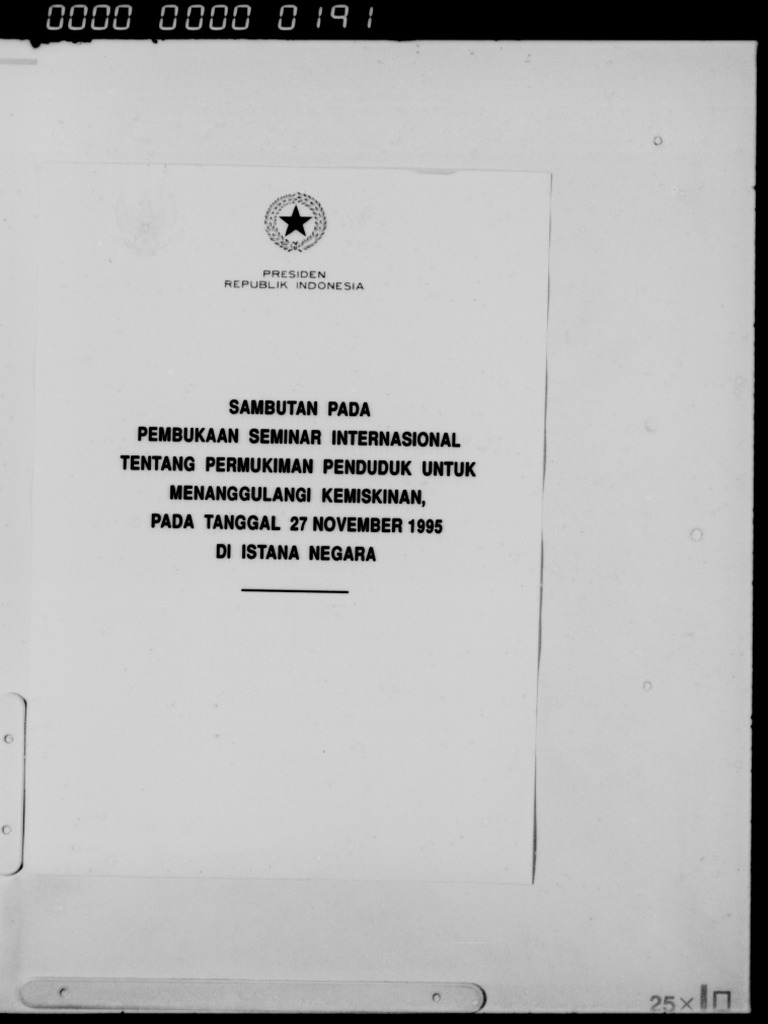 0000 0000 0191
PRESIDEN
REPUBLIK INDONESIA
SAMBUTAN PADA
PEMBUKAAN SEMINAR INTERNASIONAL
TENTANG PERMUKIMAN PENDUDUK UNTUK
MENANGGULANGI KEMISKINAN,
PADA TANGGAL 27 NOVEMBER 1995
DI ISTANA NEGARA
25×